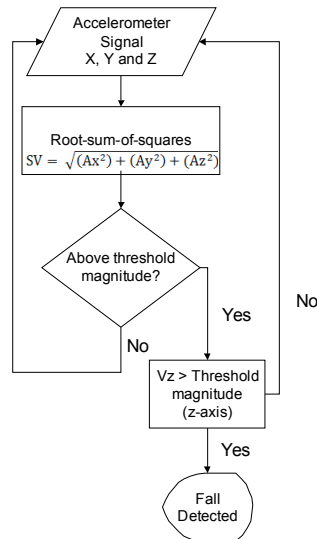 Accelerometer
Signal
X, Y and Z
Root-sum-of-squares
SV = √(Ax²) + (Ay²) + (Az²)
Above threshold
magnitude?
Yes
No
No
Vz > Threshold
magnitude
(z-axis)
Yes
Fall
Detected